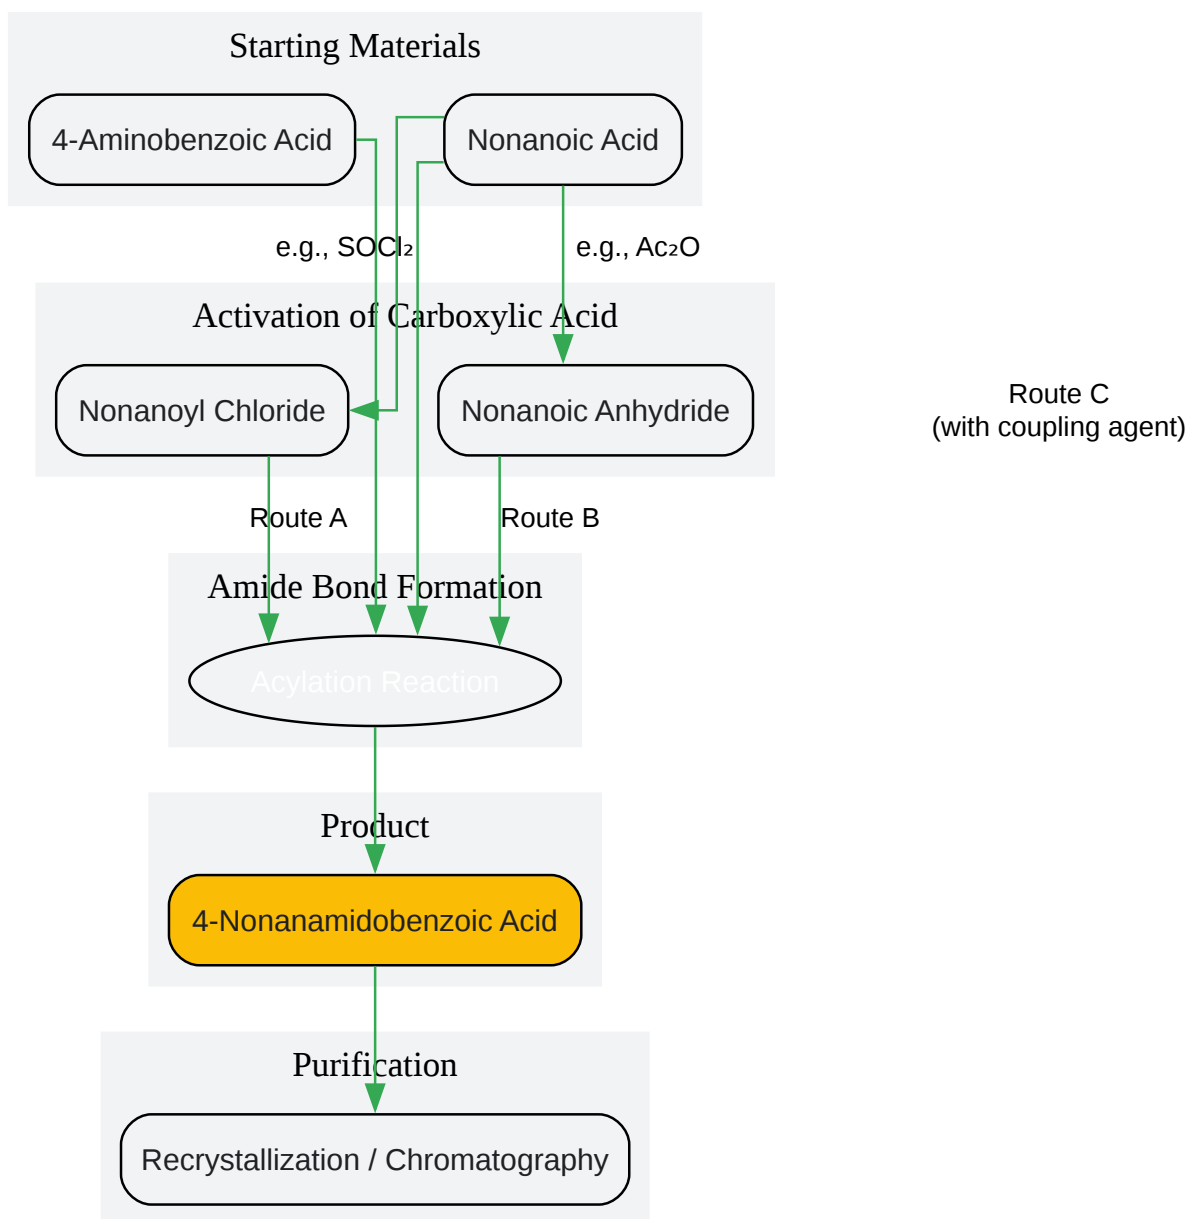 Starting Materials
4-Aminobenzoic Acid
Nonanoic Acid
e.g., SOCl₂
e.g., Ac₂O
Activation of Carboxylic Acid
Nonanoyl Chloride
Nonanoic Anhydride
Route C
(with coupling agent)
Route A
Route B
Amide Bond Formation
Acylation Reaction
Product
4-Nonanamidobenzoic Acid
Purification
Recrystallization / Chromatography